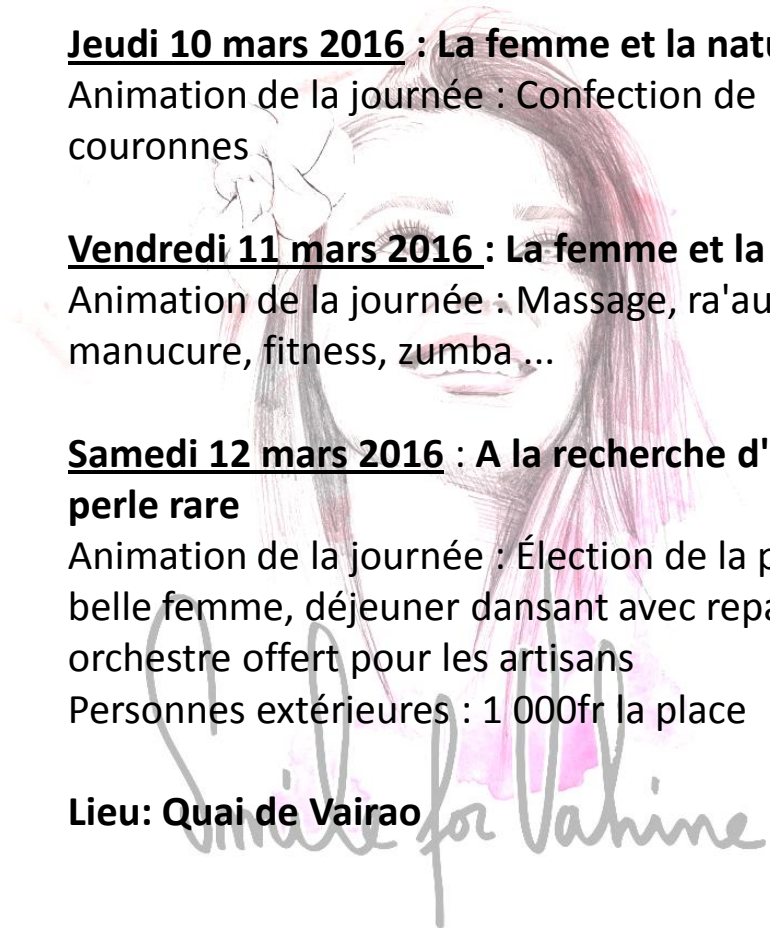 Jeudi 10 mars 2016 : La femme et la natu
Animation de la journée : Confection de
couronnes
Vendredi 11 mars 2016 : La femme et la
Animation de la journée : Massage, ra'au
manucure, fitness, zumba ...
Samedi 12 mars 2016 : A la recherche d'
perle rare
Animation de la journée : Élection de la p
belle femme, déjeuner dansant avec repa
orchestre offert pour les artisans
Personnes extérieures : 1 000fr la place
Lieu: Quai de Vairao
Smile for Vahine